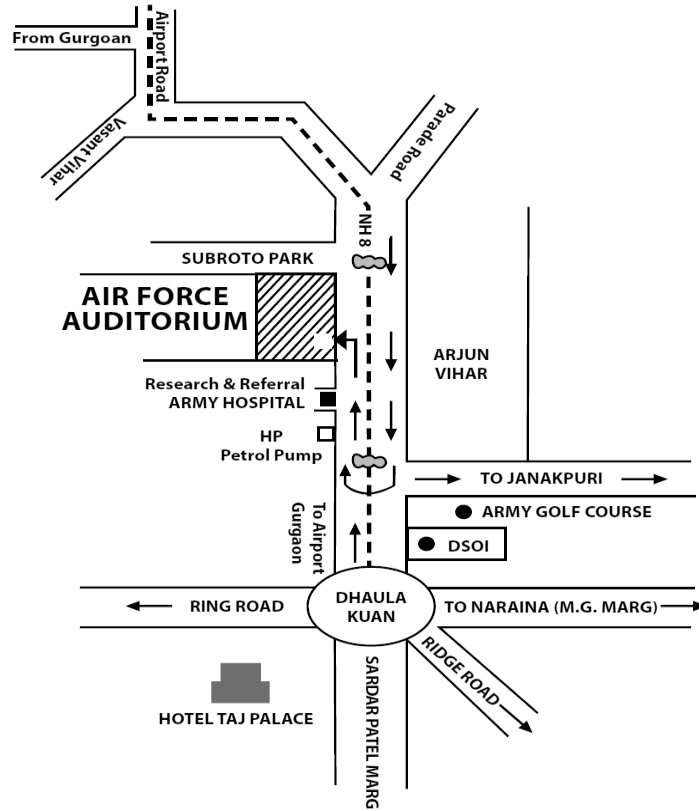 From Gurgoan
Airport Road
Vasant Vihar
Parade Road
NH 8
SUBROTO PARK
AIR FORCE
AUDITORIUM
ARJUN
VIHAR
Research & Referral
ARMY HOSPITAL
HP
Petrol Pump
TO JANAKPURI
To Airport
Gurgaon
ARMY GOLF COURSE
DSOI
RING ROAD
DHAULA
KUAN
TO NARAINA (M.G. MARG)
RIDGE ROAD
SARDAR PATEL MARG
HOTEL TAJ PALACE